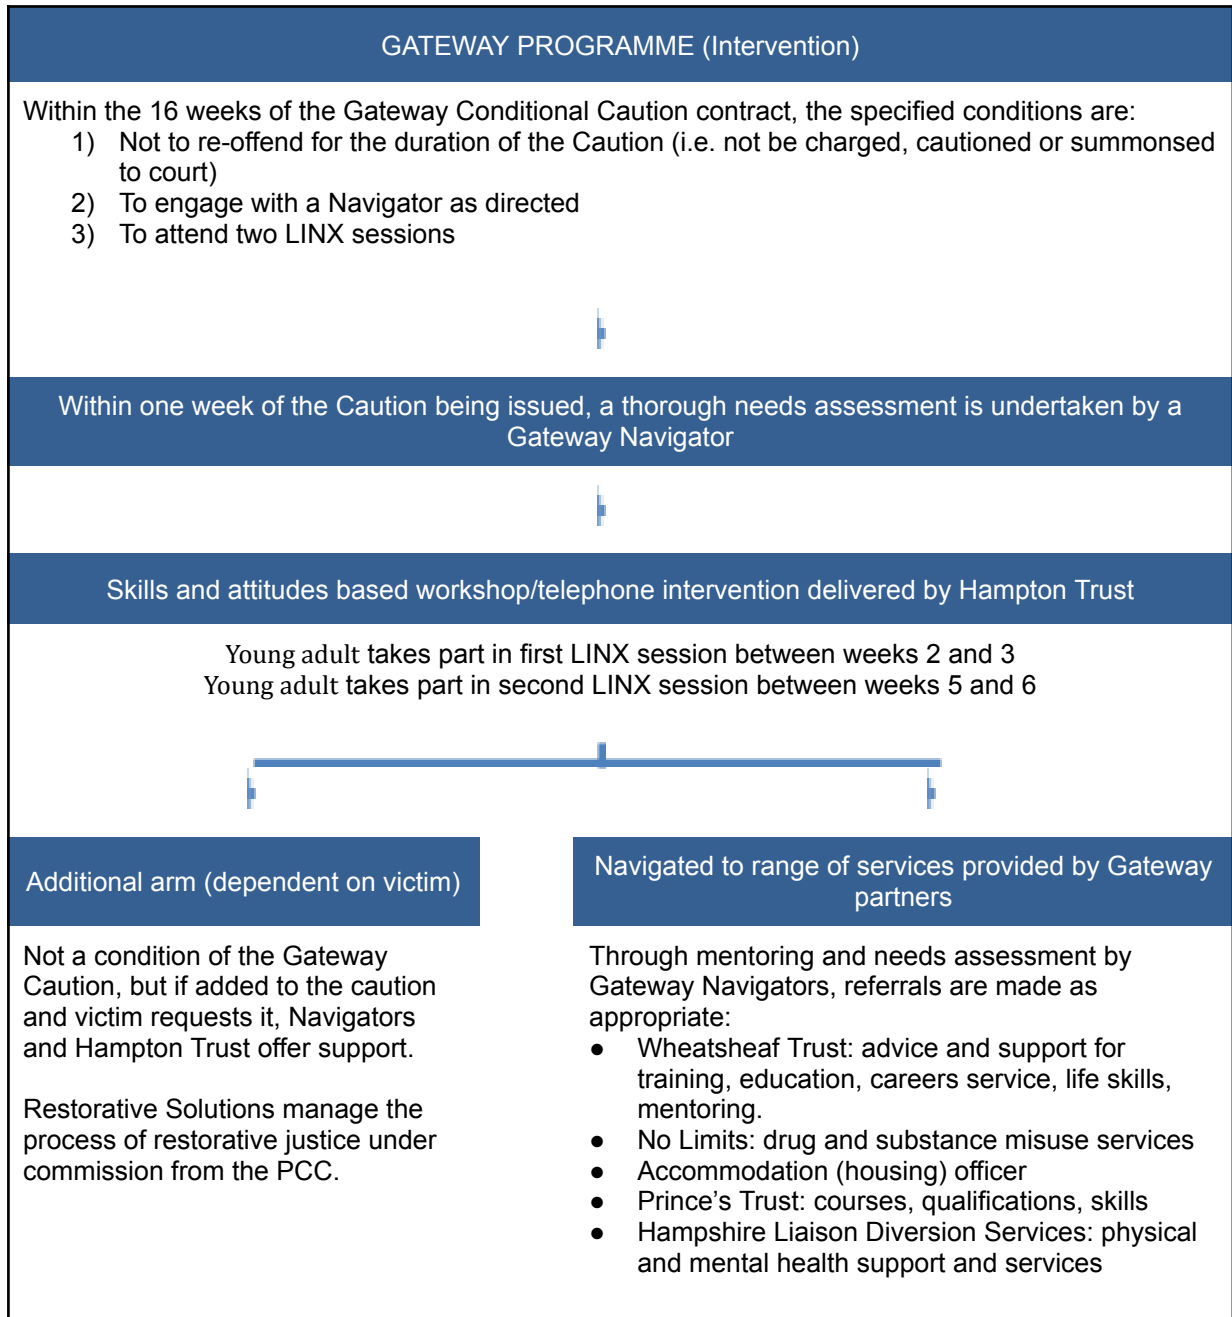 GATEWAY PROGRAMME (Intervention)
Within the 16 weeks of the Gateway Conditional Caution contract, the specified conditions are:
1) Not to re-offend for the duration of the Caution (i.e. not be charged, cautioned or summonsed
to court)
2) To engage with a Navigator as directed
3) To attend two LINX sessions
Within one week of the Caution being issued, a thorough needs assessment is undertaken by a
Gateway Navigator
Skills and attitudes based workshop/telephone intervention delivered by Hampton Trust
Young adult takes part in first LINX session between weeks 2 and 3
Young adult takes part in second LINX session between weeks 5 and 6
Additional arm (dependent on victim)
Not a condition of the Gateway
Caution, but if added to the caution
and victim requests it, Navigators
and Hampton Trust offer support.
Restorative Solutions manage the
process of restorative justice under
commission from the PCC.
Navigated to range of services provided by Gateway
partners
Through mentoring and needs assessment by
Gateway Navigators, referrals are made as
appropriate:
● Wheatsheaf Trust: advice and support for
training, education, careers service, life skills,
mentoring.
● No Limits: drug and substance misuse services
● Accommodation (housing) officer
● Prince’s Trust: courses, qualifications, skills
● Hampshire Liaison Diversion Services: physical
and mental health support and services